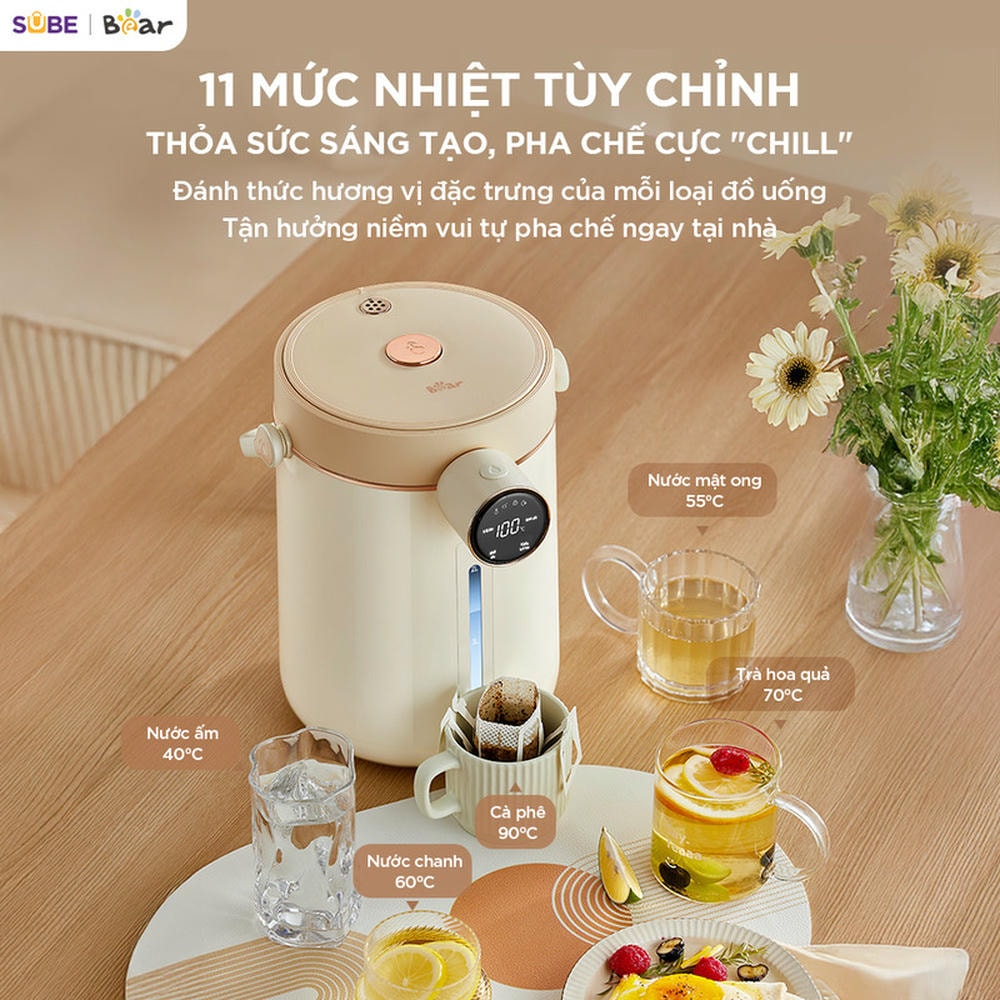 SUBE | Bear
11 MỨC NHIỆT TÙY CHỈNH
THỎA SỨC SÁNG TẠO, PHA CHẾ CỰC "CHILL"
Đánh thức hương vị đặc trưng của mỗi loại đồ uống
Tận hưởng niềm vui tự pha chế ngay tại nhà
Bear
100°C
Nước mật ong
55°C
Trà hoa quả
70°C
Nước ấm
40°C
Cà phê
90°C
Nước chanh
60°C